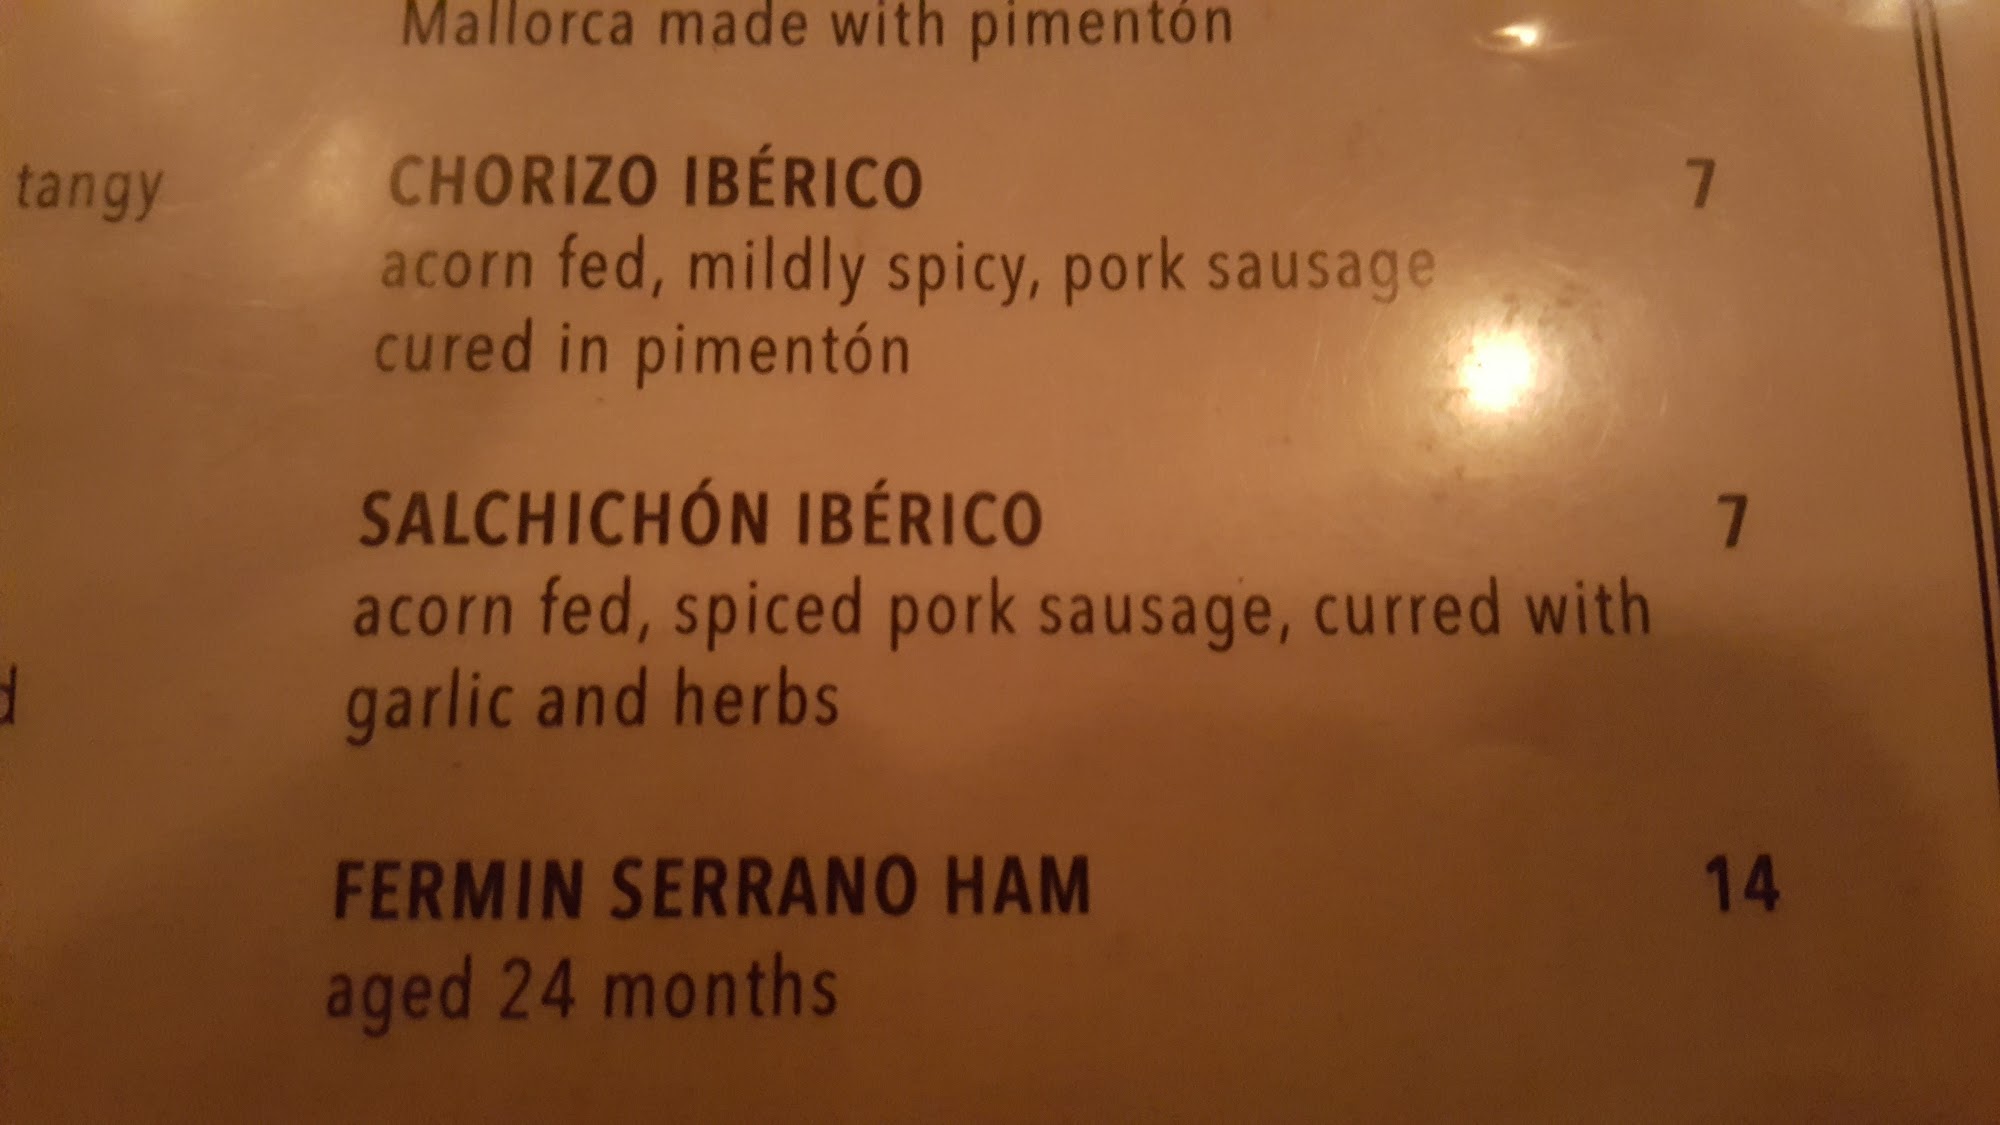 Mallorca made with pimentón
tangy
CHORIZO IBÉRICO 7
acorn fed, mildly spicy, pork sausage
cured in pimentón
SALCHICHÓN IBÉRICO 7
acorn fed, spiced pork sausage, curred with
garlic and herbs
FERMIN SERRANO HAM 14
aged 24 months